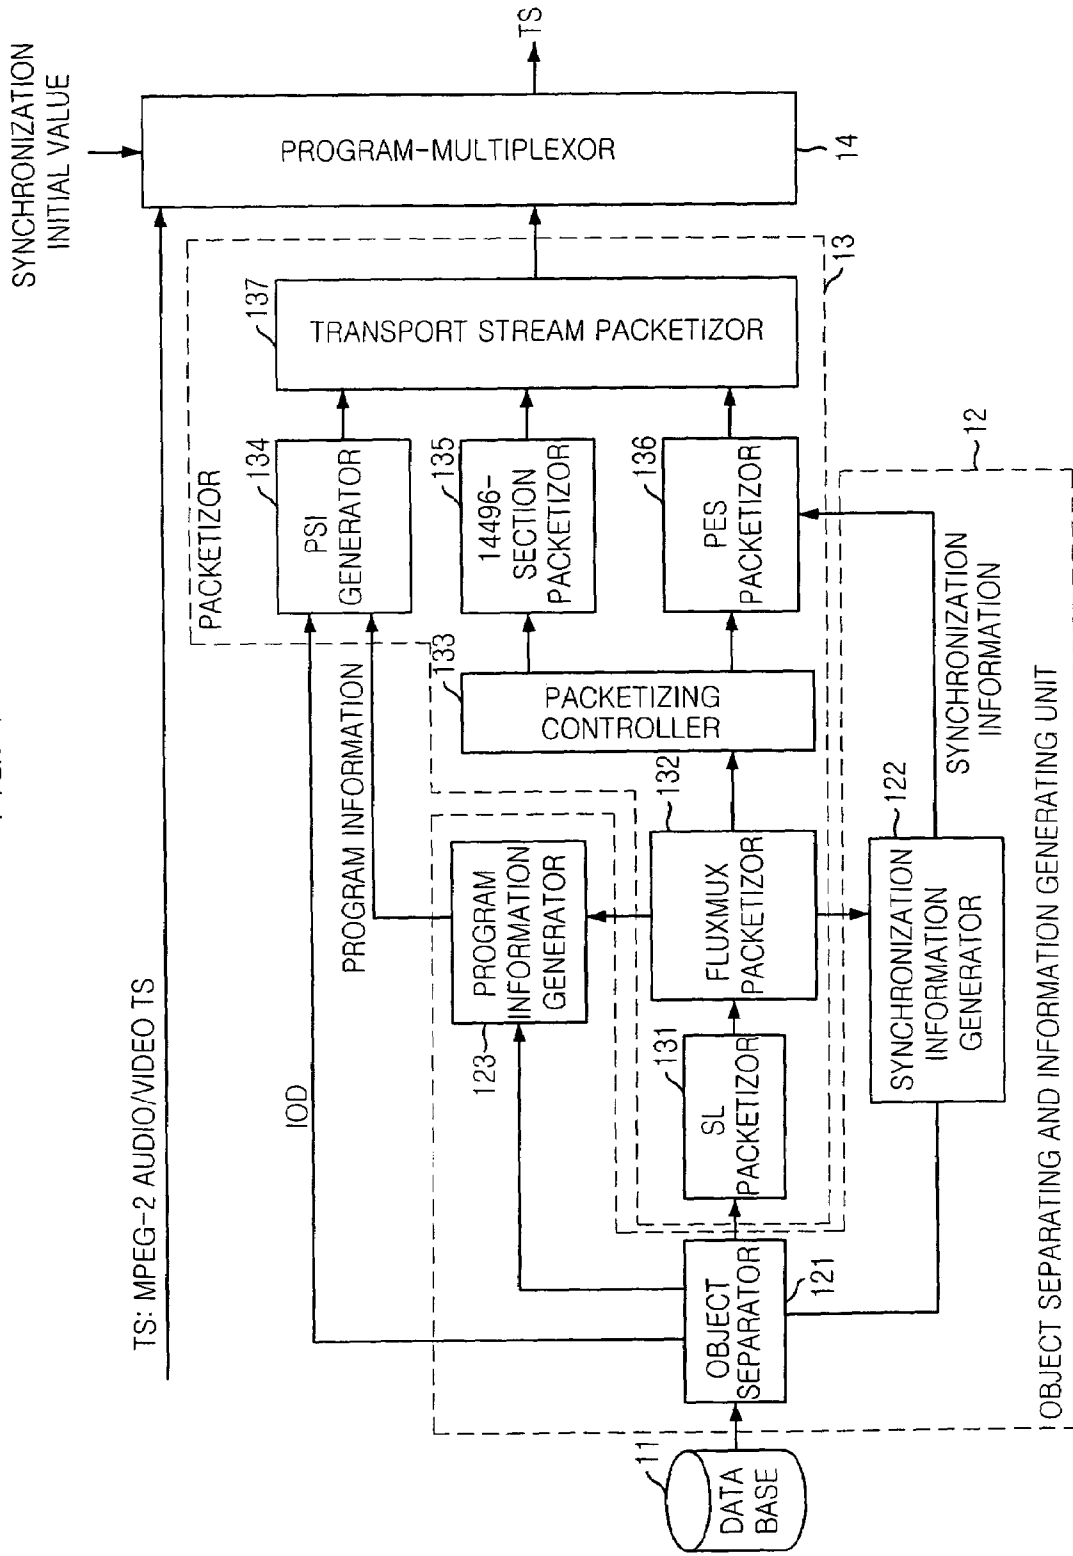 SYNCHRONIZATION
INITIAL VALUE
TS: MPEG-2 AUDIO/VIDEO TS
PROGRAM-MULTIPLEXOR
14
TS
IOD
PROGRAM INFORMATION
PACKETIZOR
134
PSI
GENERATOR
137
TRANSPORT STREAM PACKETIZOR
13
123
PROGRAM
INFORMATION
GENERATOR
133
PACKETIZING
CONTROLLER
135
14496-
SECTION
PACKETIZOR
136
PES
PACKETIZOR
11
DATA
BASE
OBJECT
SEPARATOR
121
131
SL
PACKETIZOR
132
FLUXMUX
PACKETIZOR
122
SYNCHRONIZATION
INFORMATION
GENERATOR
SYNCHRONIZATION
INFORMATION
12
OBJECT SEPARATING AND INFORMATION GENERATING UNIT